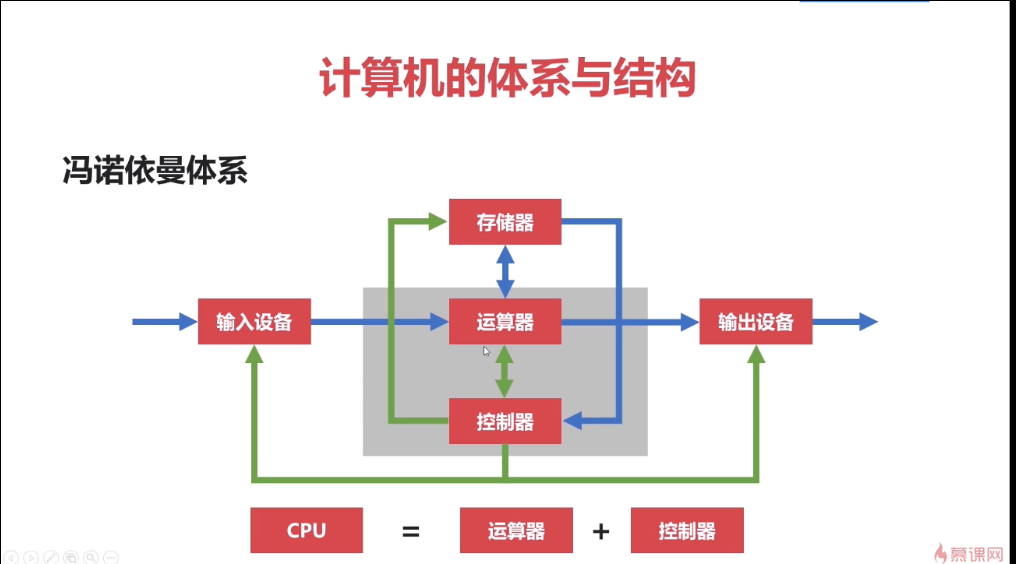 计算机的体系与结构
冯诺依曼体系
存储器
输入设备
运算器
输出设备
控制器
CPU = 运算器 + 控制器
慕课网